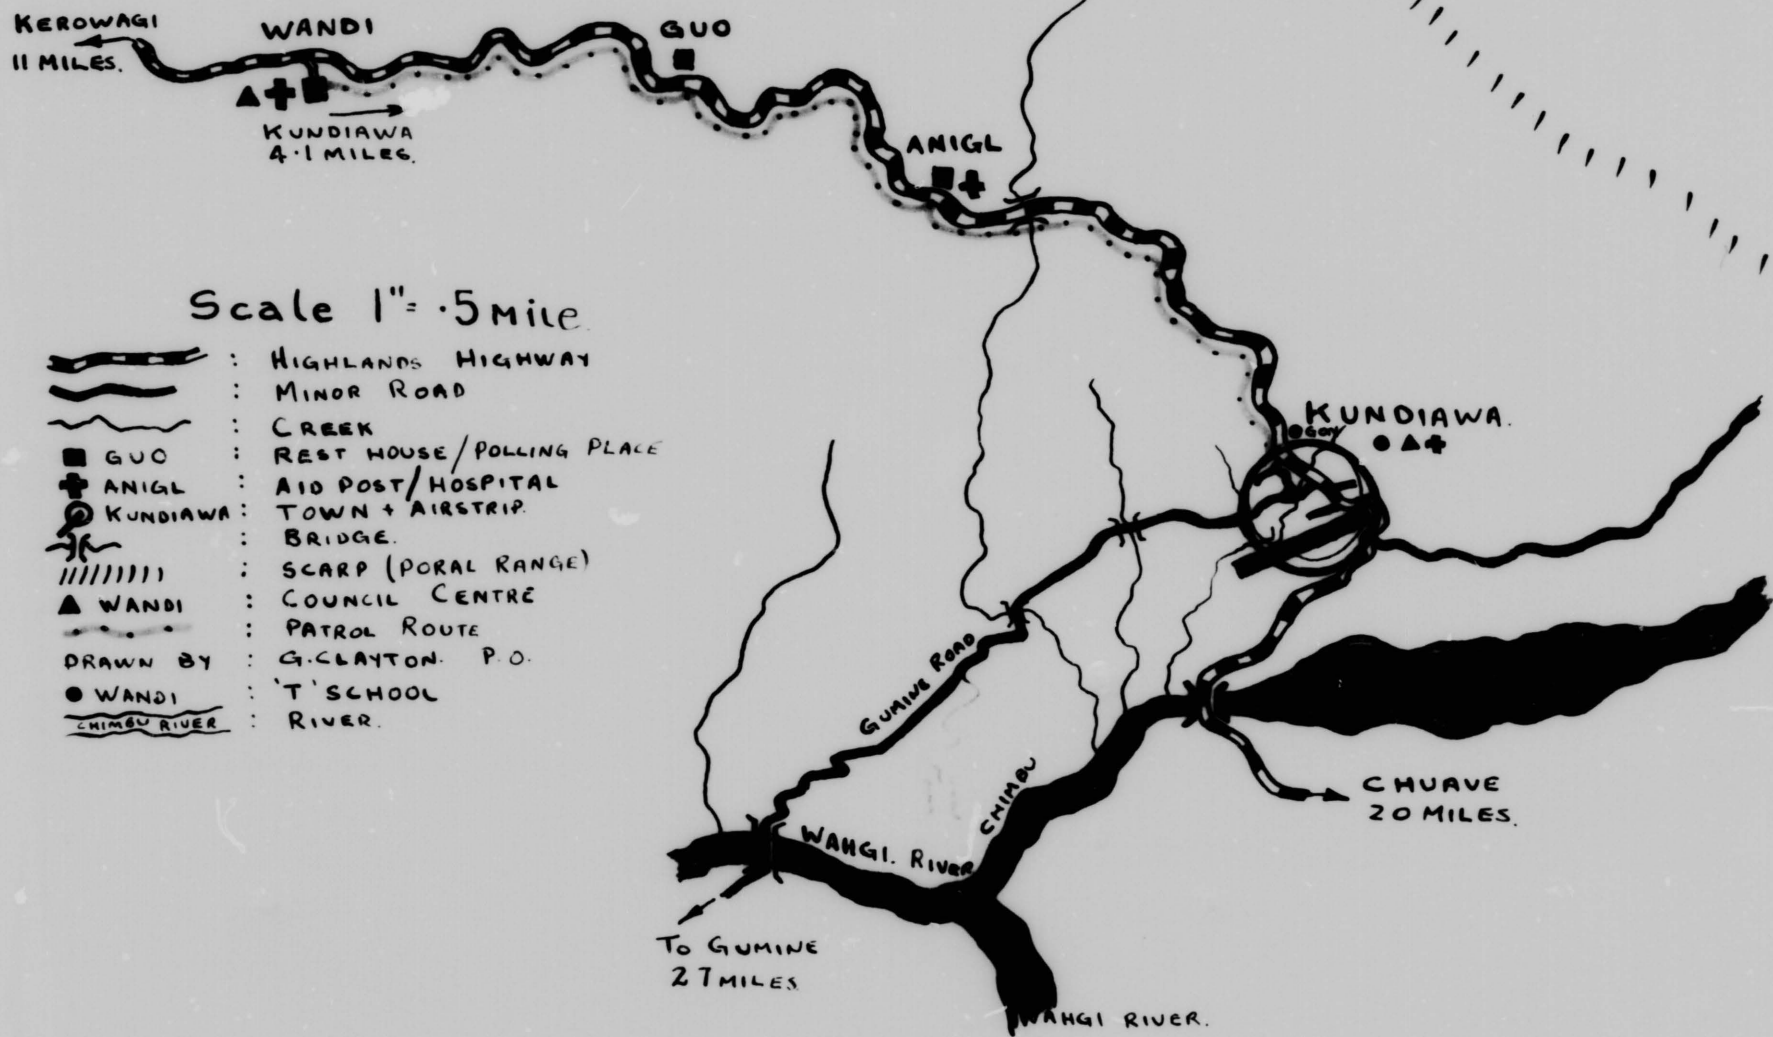 KEROWAGI
11 MILES.
WANDI
KUNDIAWA
4.1 MILES.
GUO
ANIGL
Scale 1"= .5 MILE.
: HIGHLANDS HIGHWAY
: MINOR ROAD
: CREEK
GUO : REST HOUSE/POLLING PLACE
ANIGL : AID POST/HOSPITAL
KUNDIAWA : TOWN + AIRSTRIP.
: BRIDGE.
: SCARP (PORAL RANGE)
WANDI : COUNCIL CENTRE
: PATROL ROUTE
DRAWN BY : G. CLAYTON. P.O.
WANDI : 'T' SCHOOL
CHIMBU RIVER : RIVER.
KUNDIAWA.
GUMINE ROAD
CHIMBU
WAHGI. RIVER
CHUAVE
20 MILES.
TO GUMINE
27 MILES
WAHGI RIVER.